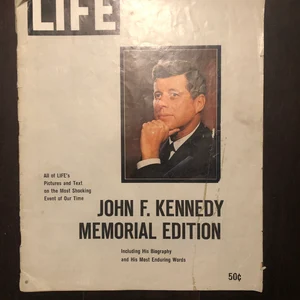 LIFE
All of LIFE's
Pictures and Text
on the Most Shocking
Event of Our Time
JOHN F. KENNEDY
MEMORIAL EDITION
Including His Biography
and His Most Enduring Words
50¢